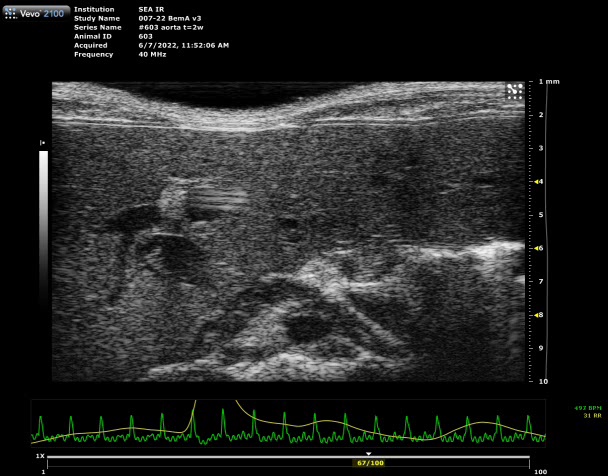 Vevo 2100
Institution SEA IR
Study Name 007-22 BemA v3
Series Name #603 aorta t=2w
Animal ID 603
Acquired 6/7/2022, 11:52:06 AM
Frequency 40 MHz
1 mm
2
3
4
5
6
7
8
9
10
492 BPM
31 RR
1X
67/100
1 100